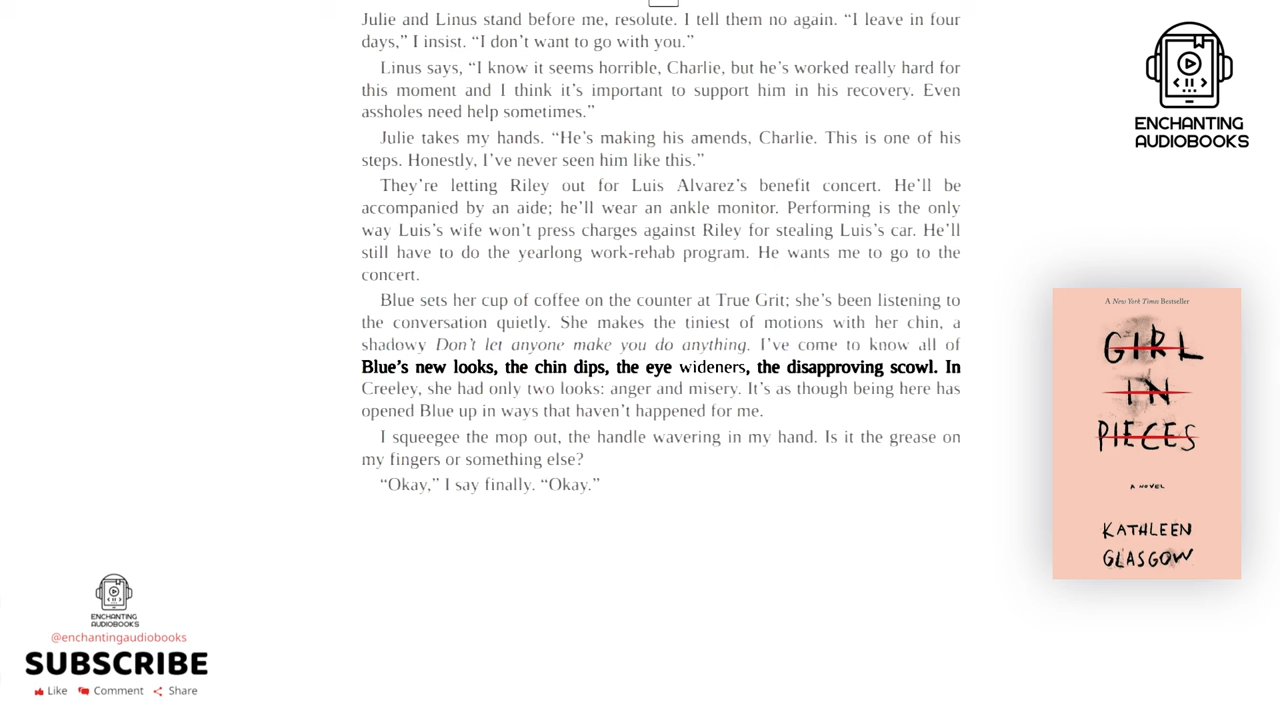 Julie and Linus stand before me, resolute. I tell them no again. “I leave in four
days,” I insist. “I don’t want to go with you.”
Linus says, “I know it seems horrible, Charlie, but he’s worked really hard for
this moment and I think it’s important to support him in his recovery. Even
assholes need help sometimes.”
Julie takes my hands. “He’s making his amends, Charlie. This is one of his
steps. Honestly, I’ve never seen him like this.”
They’re letting Riley out for Luis Alvarez’s benefit concert. He’ll be
accompanied by an aide; he’ll wear an ankle monitor. Performing is the only
way Luis’s wife won’t press charges against Riley for stealing Luis’s car. He’ll
still have to do the yearlong work-rehab program. He wants me to go to the
concert.
Blue sets her cup of coffee on the counter at True Grit; she’s been listening to
the conversation quietly. She makes the tiniest of motions with her chin, a
shadowy Don’t let anyone make you do anything. I’ve come to know all of
Blue’s new looks, the chin dips, the eye wideners, the disapproving scowl. In
Creeley, she had only two looks: anger and misery. It’s as though being here has
opened Blue up in ways that haven’t happened for me.
I squeegee the mop out, the handle wavering in my hand. Is it the grease on
my fingers or something else?
“Okay,” I say finally. “Okay.”
ENCHANTING
AUDIOBOOKS
A New York Times Bestseller
GIRL
IN
PIECES
A NOVEL
KATHLEEN
GLASGOW
ENCHANTING
AUDIOBOOKS
@enchantingaudiobooks
SUBSCRIBE
Like Comment Share